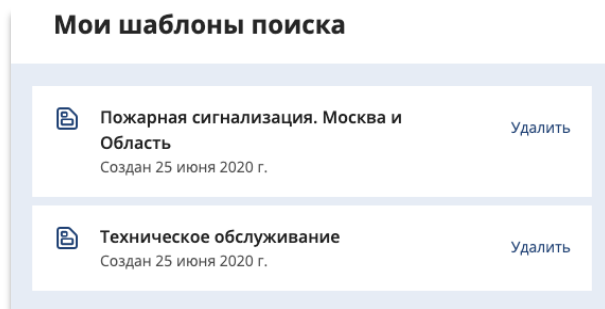 Мои шаблоны поиска
Пожарная сигнализация. Москва и
Область
Создан 25 июня 2020 г.
Удалить
Техническое обслуживание
Создан 25 июня 2020 г.
Удалить